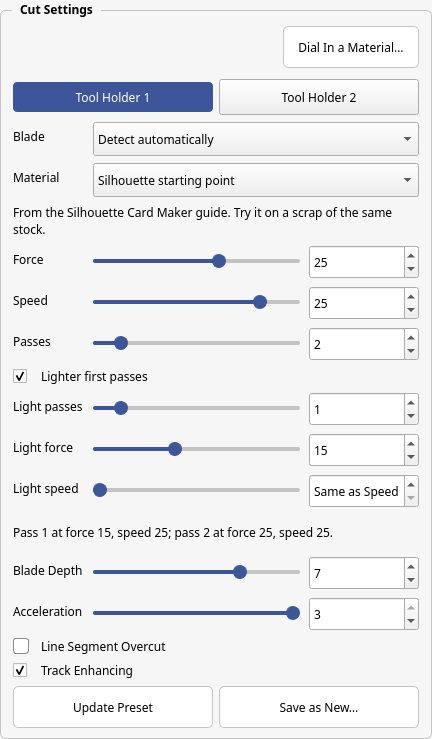 Cut Settings
Dial In a Material...
Tool Holder 1
Tool Holder 2
Blade
Detect automatically
Material
Silhouette starting point
From the Silhouette Card Maker guide. Try it on a scrap of the same
stock.
Force
25
Speed
25
Passes
2
Lighter first passes
Light passes
1
Light force
15
Light speed
Same as Speed
Pass 1 at force 15, speed 25; pass 2 at force 25, speed 25.
Blade Depth
7
Acceleration
3
Line Segment Overcut
Track Enhancing
Update Preset
Save as New...